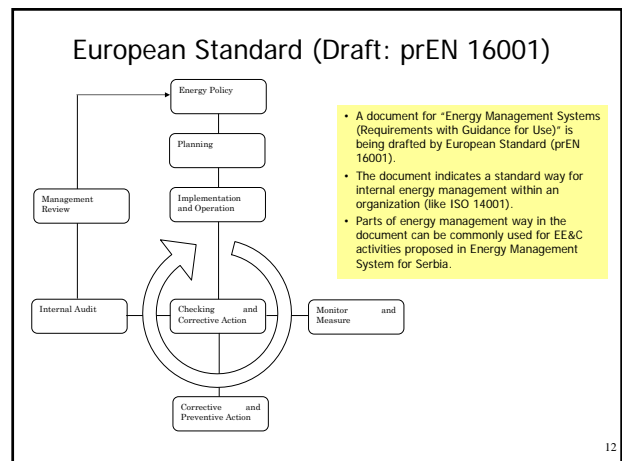 European Standard (Draft: prEN 16001)
Energy Policy
Planning
Implementation
and Operation
Management
Review
Internal Audit
Checking and
Corrective Action
Monitor and
Measure
Corrective and
Preventive Action
• A document for "Energy Management Systems
(Requirements with Guidance for Use)" is
being drafted by European Standard (prEN
16001).
• The document indicates a standard way for
internal energy management within an
organization (like ISO 14001).
• Parts of energy management way in the
document can be commonly used for EE&C
activities proposed in Energy Management
System for Serbia.
12